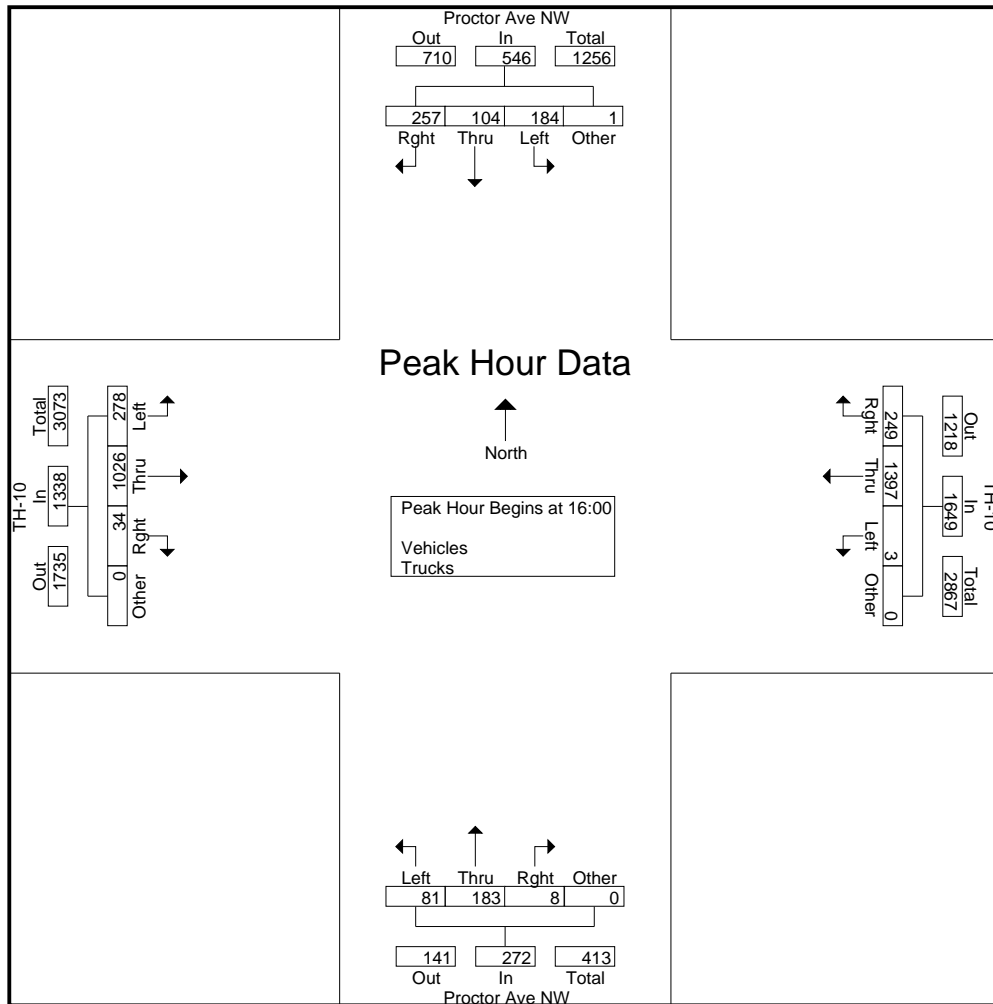 Proctor Ave NW
Out In Total
710 546 1256
257 104 184 1
Rght Thru Left Other
Peak Hour Data
North
Peak Hour Begins at 16:00
Vehicles
Trucks
TH-10
Total In Out
3073 1338 1735
278 1026 34 0
Left Thru Rght Other
TH-10
Out In Total
1218 1649 2867
249 1397 3 0
Rght Thru Left Other
Left Thru Rght Other
81 183 8 0
141 272 413
Out In Total
Proctor Ave NW